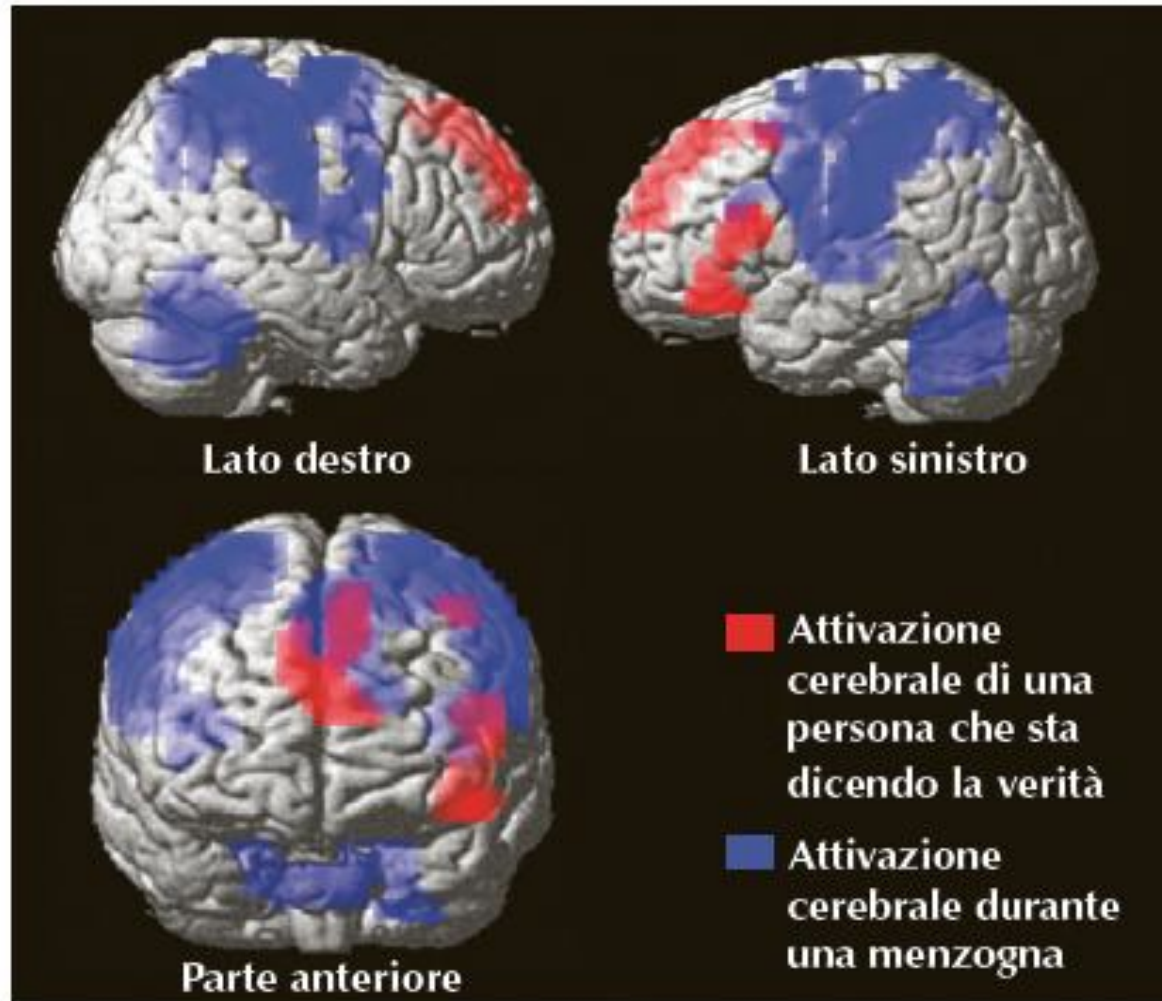 Lato destro
Lato sinistro
Parte anteriore
Attivazione
cerebrale di una
persona che sta
dicendo la verità
Attivazione
cerebrale durante
una menzogna